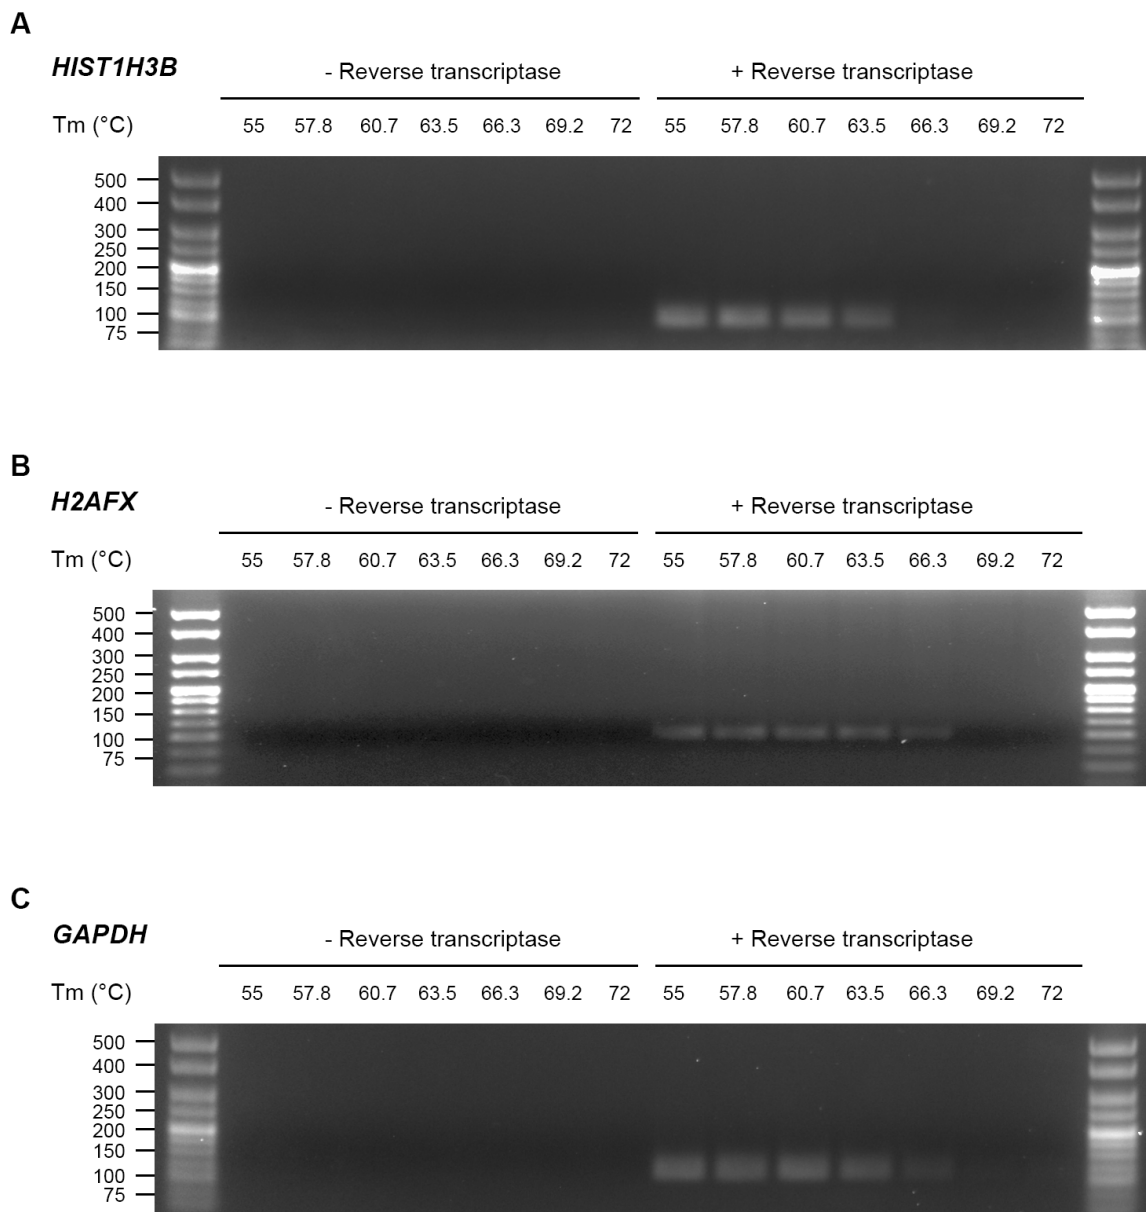 A
HIST1H3B
- Reverse transcriptase + Reverse transcriptase
Tm (°C) 55 57.8 60.7 63.5 66.3 69.2 72 55 57.8 60.7 63.5 66.3 69.2 72
500
400
300
250
200
150
100
75
B
H2AFX
- Reverse transcriptase + Reverse transcriptase
Tm (°C) 55 57.8 60.7 63.5 66.3 69.2 72 55 57.8 60.7 63.5 66.3 69.2 72
500
400
300
250
200
150
100
75
C
GAPDH
- Reverse transcriptase + Reverse transcriptase
Tm (°C) 55 57.8 60.7 63.5 66.3 69.2 72 55 57.8 60.7 63.5 66.3 69.2 72
500
400
300
250
200
150
100
75